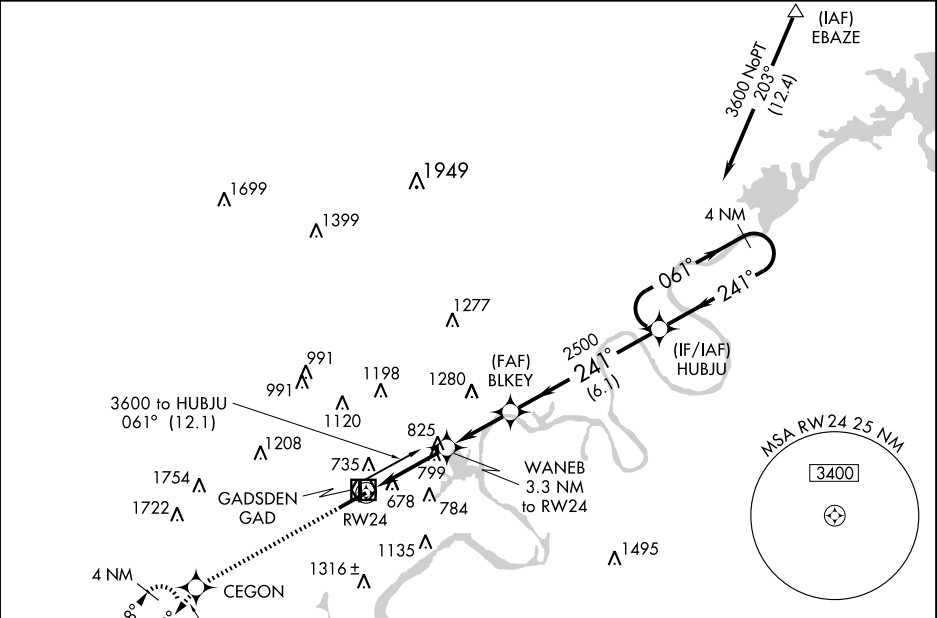 (IAF)
EBAZE
3600 NoPT
203°
(12.4)
1949
1699
1399
4 NM
061°
241°
1277
(IF/IAF)
HUBJU
2500
241°
(6.1)
(FAF)
BLKEY
991
991
1198
1280
1120
3600 to HUBJU
061° (12.1)
825
1208
735
799
WANEB
3.3 NM
to RW24
1754
GADSDEN
GAD
678
784
1722
RW24
1135
1495
1316 ±
4 NM
CEGON
MSA RW24 25 NM
3400